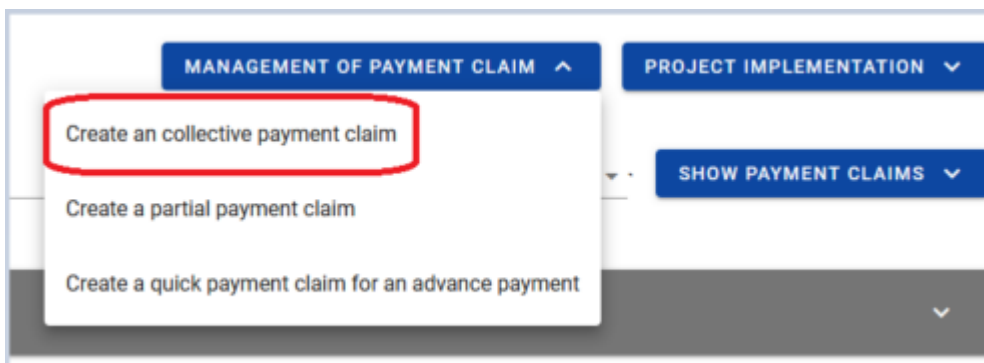 MANAGEMENT OF PAYMENT CLAIM
PROJECT IMPLEMENTATION
Create an collective payment claim
SHOW PAYMENT CLAIMS
Create a partial payment claim
Create a quick payment claim for an advance payment